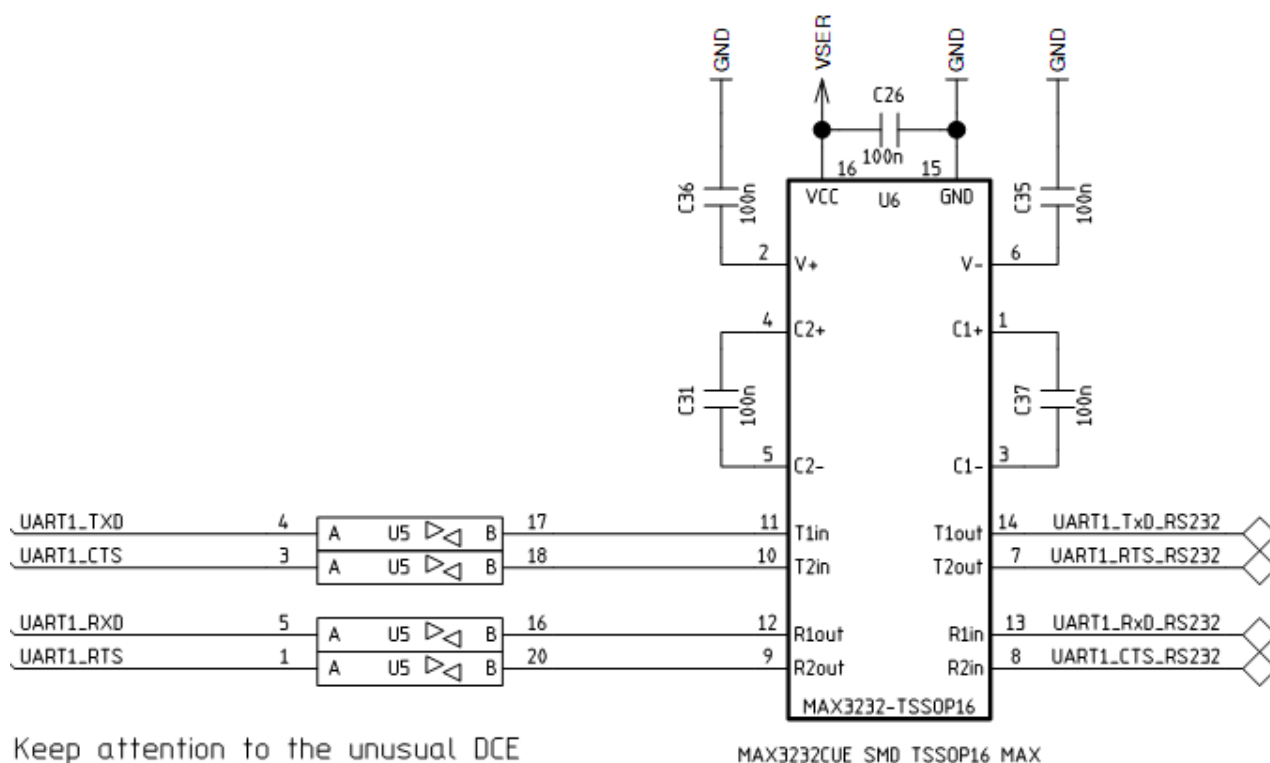 GND
VSER
GND
GND
C26
100n
16
15
C36
100n
VCC
U6
GND
C35
100n
2
V+
V-
6
4
C2+
C1+
1
C31
100n
C37
100n
5
C2-
C1-
3
UART1_TXD
4
A
U5
B
17
11
T1in
T1out
14
UART1_TxD_RS232
UART1_CTS
3
A
U5
B
18
10
T2in
T2out
7
UART1_RTS_RS232
UART1_RXD
5
A
U5
B
16
12
R1out
R1in
13
UART1_RxD_RS232
UART1_RTS
1
A
U5
B
20
9
R2out
R2in
8
UART1_CTS_RS232
MAX3232-TSSOP16
Keep attention to the unusual DCE
MAX3232CUE SMD TSSOP16 MAX